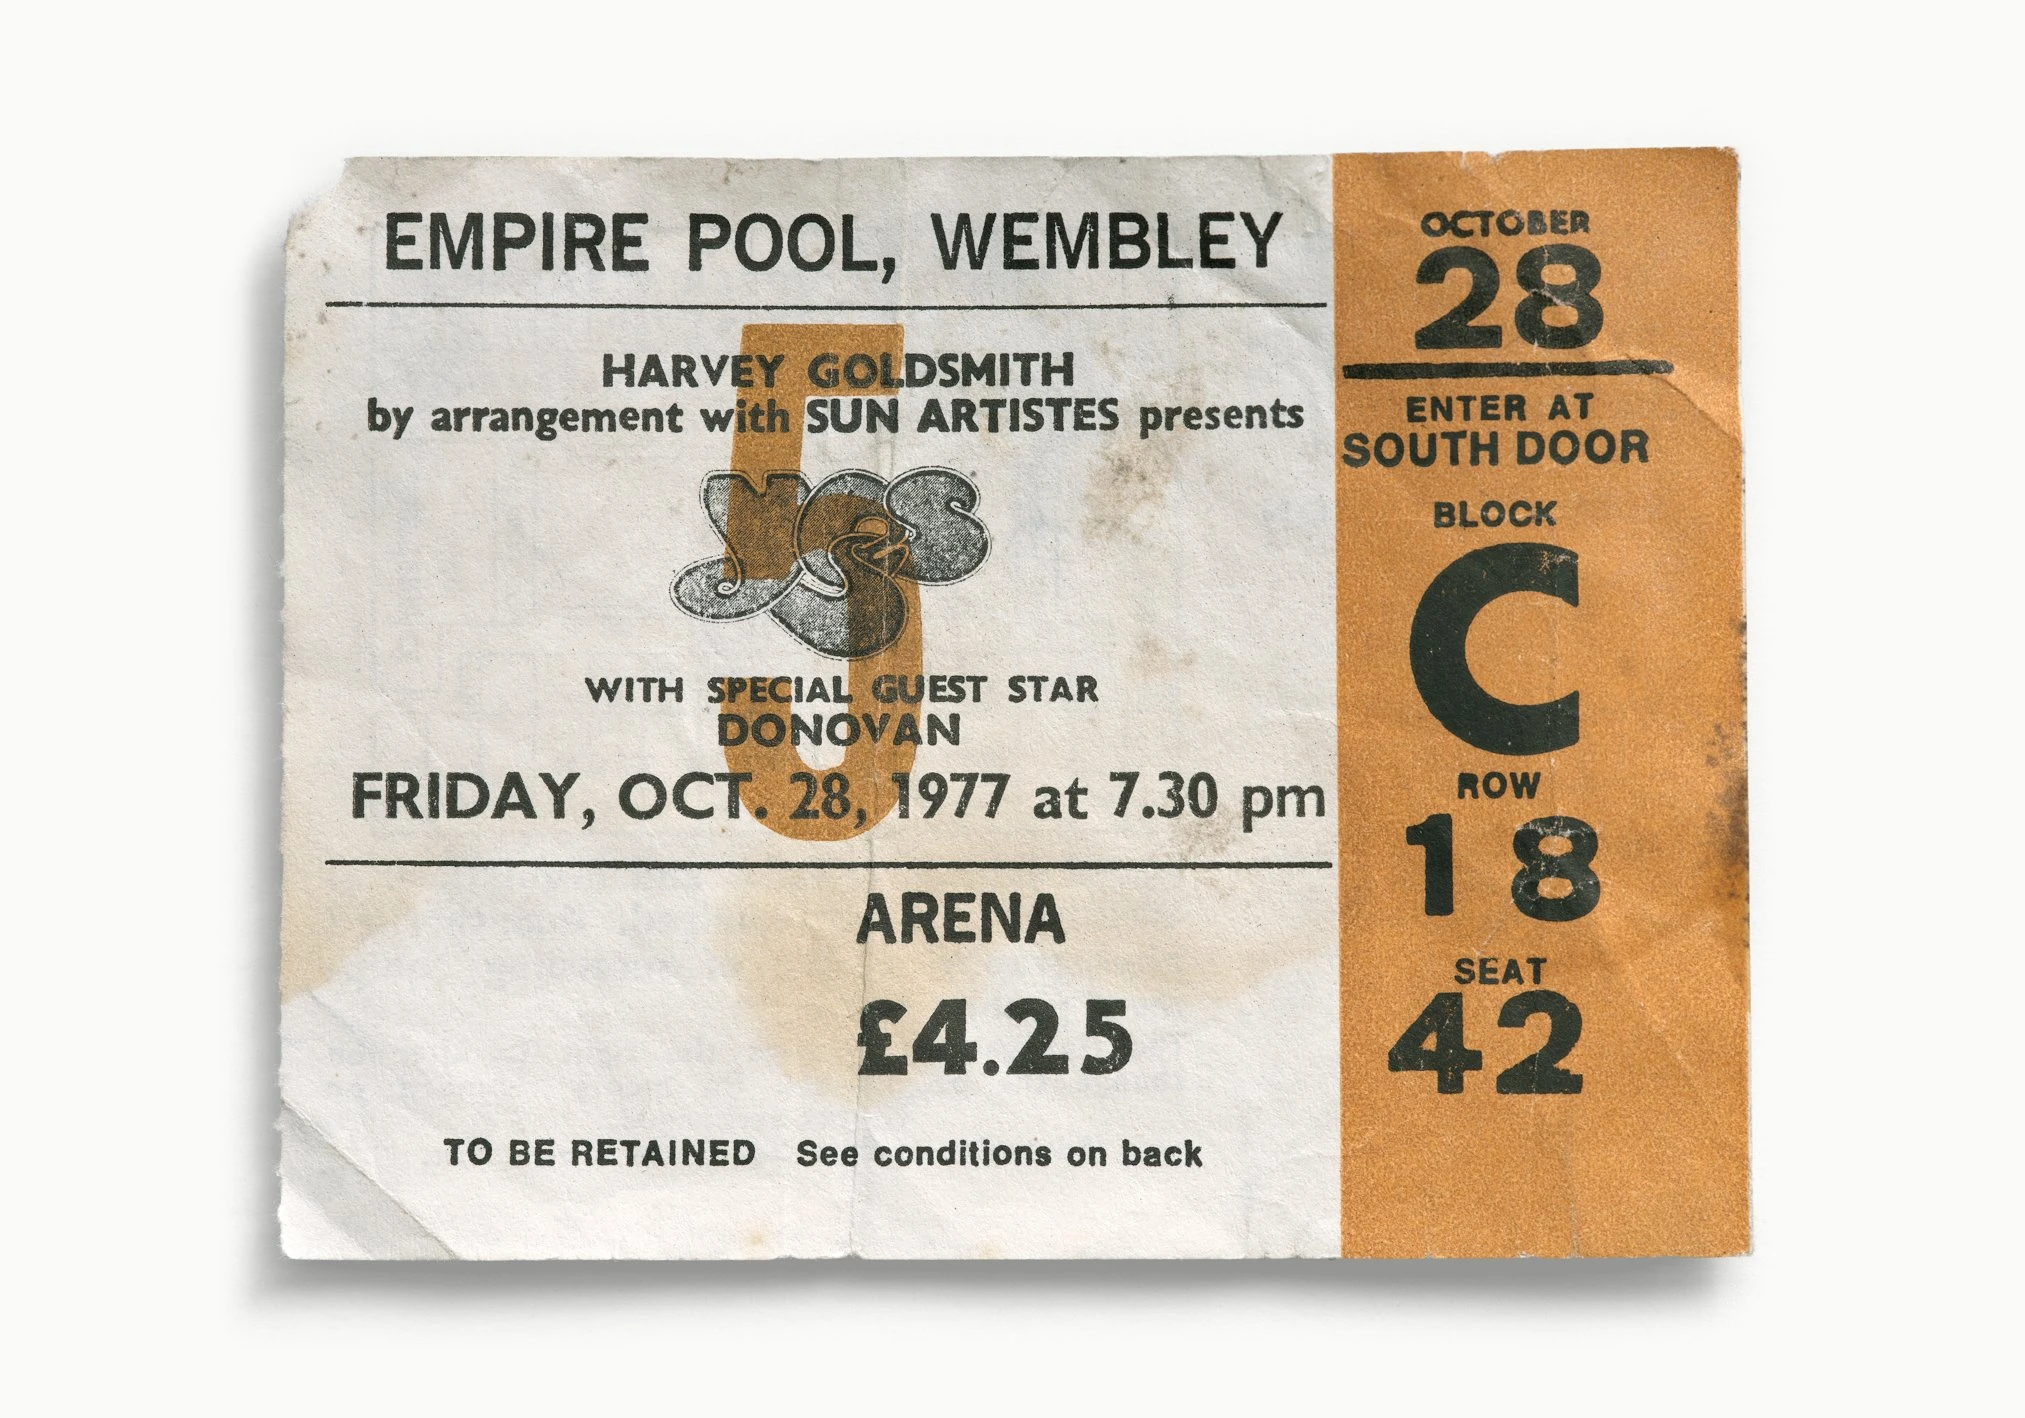 EMPIRE POOL, WEMBLEY
5
HARVEY GOLDSMITH
by arrangement with SUN ARTISTES presents
yes
WITH SPECIAL GUEST STAR
DONOVAN
FRIDAY, OCT. 28, 1977 at 7.30 pm
ARENA
£4.25
TO BE RETAINED See conditions on back
OCTOBER
28
ENTER AT
SOUTH DOOR
BLOCK
C
ROW
18
SEAT
42